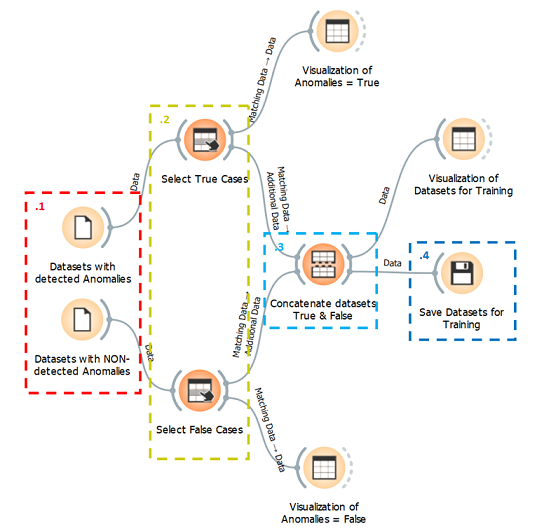 Matching Data → Data
Visualization of
Anomalies = True
.2
Select True Cases
Data
Matching Data →
Additional Data
Data
Visualization of
Datasets for Training
.1
Datasets with
detected Anomalies
.3
Concatenate datasets
True & False
Data
.4
Save Datasets for
Training
Datasets with NON-
detected Anomalies
Data
Matching Data →
Additional Data
Select False Cases
Matching Data → Data
Visualization of
Anomalies = False